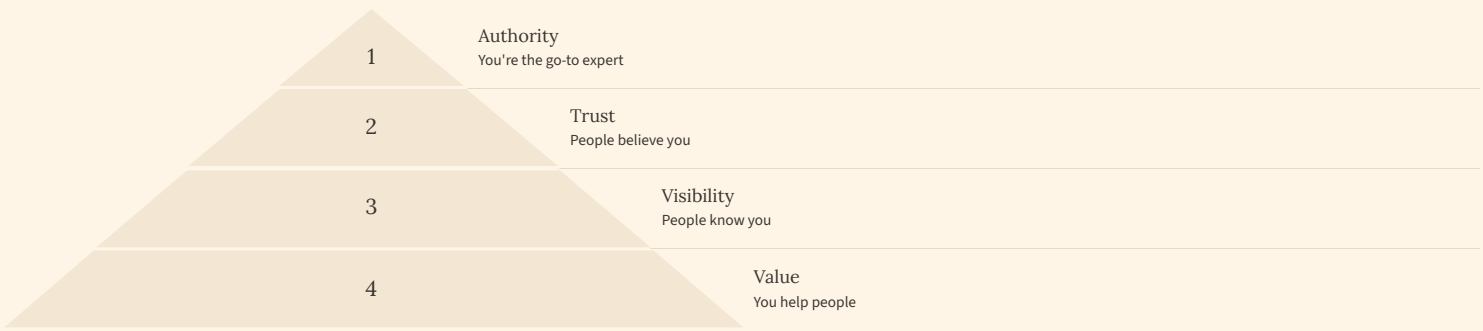 1
Authority
You're the go-to expert
2
Trust
People believe you
3
Visibility
People know you
4
Value
You help people